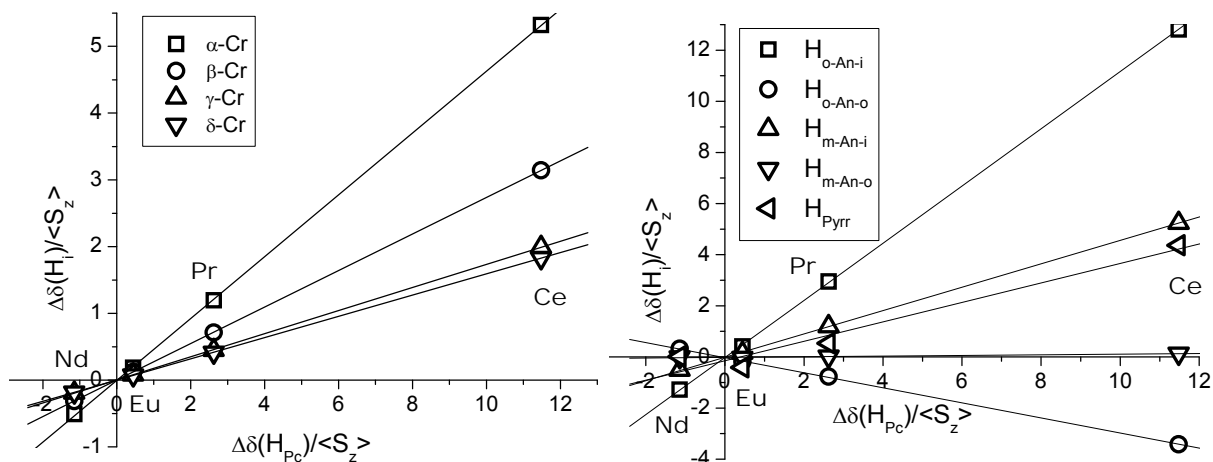 5
4
3
2
1
0
-1
Δδ(H_i)/<S_z>
α-Cr
β-Cr
γ-Cr
δ-Cr
Pr
Ce
Nd
Eu
2 0 2 4 6 8 10 12
Δδ(H_Pc)/<S_z>
12
10
8
6
4
2
0
-2
-4
Δδ(H_i)/<S_z>
H_o-An-i
H_o-An-o
H_m-An-i
H_m-An-o
H_Pyrr
Pr
Ce
Nd
Eu
2 0 2 4 6 8 10 12
Δδ(H_Pc)/<S_z>